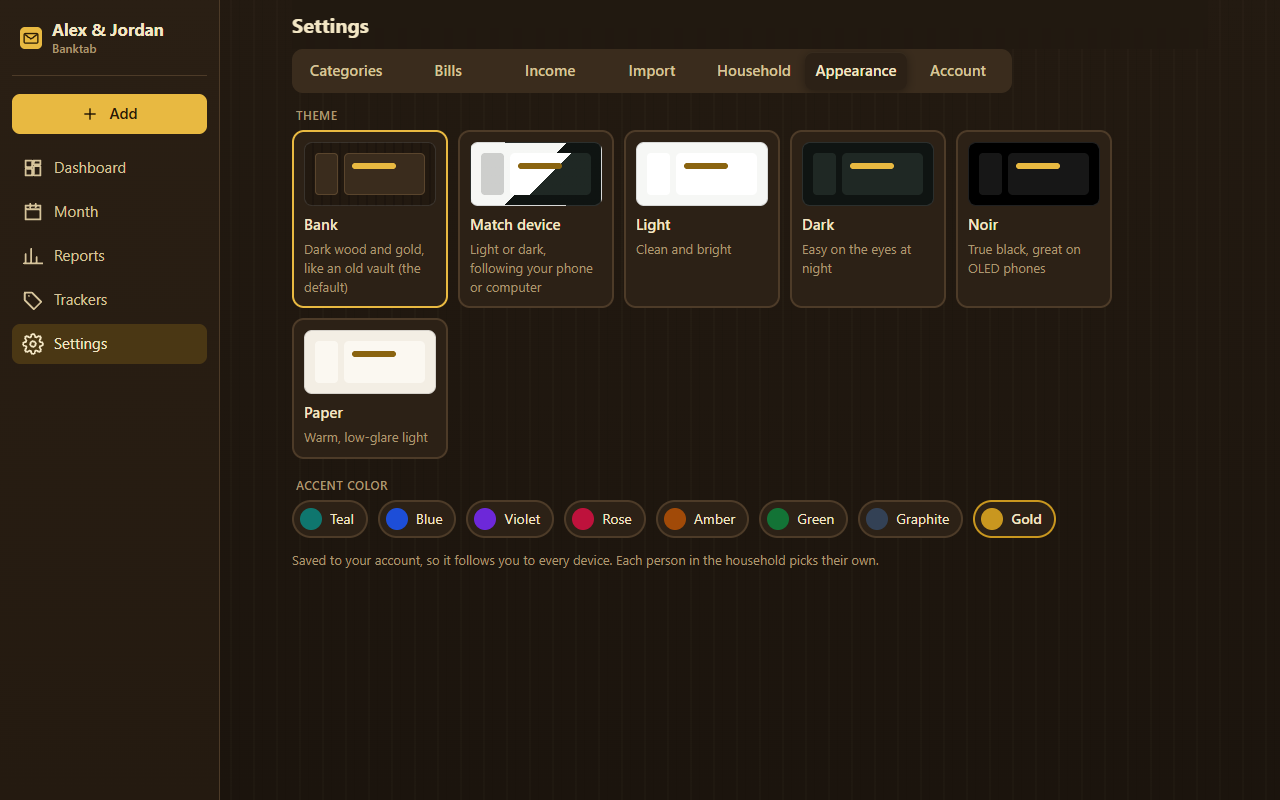 Alex & Jordan
Banktab
Add
Dashboard
Month
Reports
Trackers
Settings
Settings
Categories
Bills
Income
Import
Household
Appearance
Account
THEME
Bank
Dark wood and gold,
like an old vault (the
default)
Match device
Light or dark,
following your phone
or computer
Light
Clean and bright
Dark
Easy on the eyes at
night
Noir
True black, great on
OLED phones
Paper
Warm, low-glare light
ACCENT COLOR
Teal
Blue
Violet
Rose
Amber
Green
Graphite
Gold
Saved to your account, so it follows you to every device. Each person in the household picks their own.